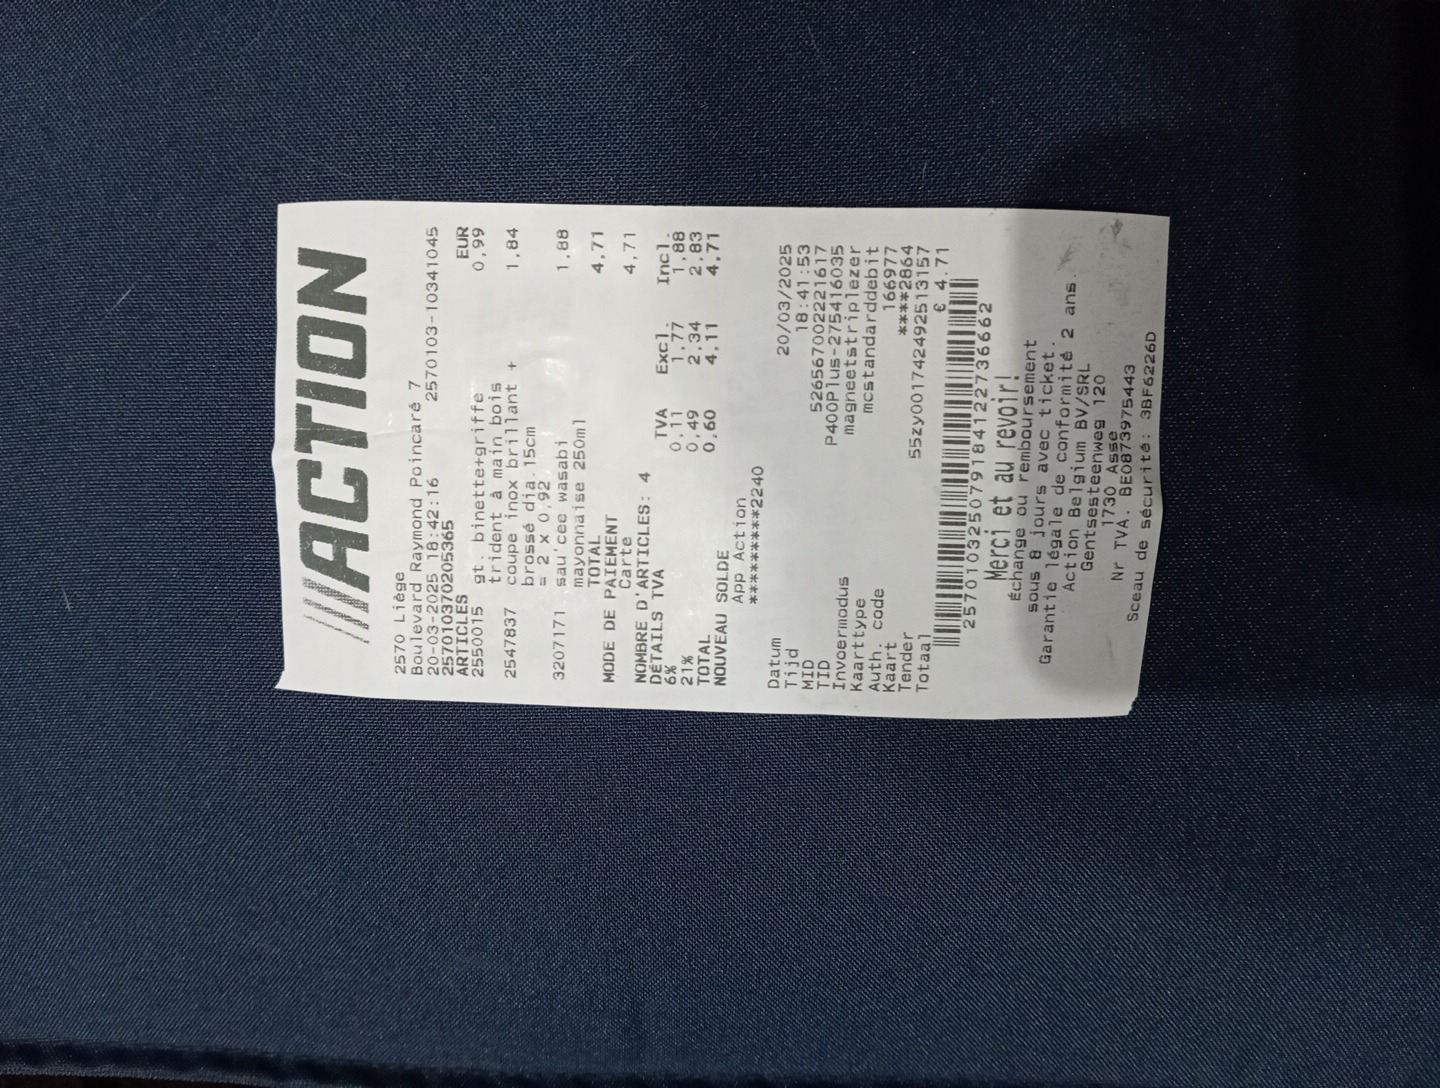 ///ACTION
2570 Liège
Boulevard Raymond Poincaré 7
20-03-2025 18:42:16 2570103-10341045
2570103702053​65
ARTICLES EUR
2550015 gt. binette+griffe 0,99
trident à main bois
2547837 coupe inox brillant + 1,84
brossé dia.15cm
= 2 x 0,92
3207171 sau'cee wasabi 1,88
mayonnaise 250ml
TOTAL 4,71
MODE DE PAIEMENT
Carte 4,71
NOMBRE D'ARTICLES: 4
DÉTAILS TVA TVA Excl. Incl.
6% 0,11 1,77 1,88
21% 0,49 2,34 2,83
TOTAL 0,60 4,11 4,71
NOUVEAU SOLDE
App Action
*********2240
Datum 20/03/2025
Tijd 18:41:53
MID 526567002221617
TID P400Plus-275416035
Invoermodus magneetstriplezer
Kaarttype mcstandarddebit
Auth. code 166977
Kaart ****2864
Tender 55zy001742492513157
Totaal € 4.71
257010325079184122736662
Merci et au revoir!
Échange ou remboursement
sous 8 jours avec ticket.
Garantie légale de conformité 2 ans.
Action Belgium BV/SRL
Gentsesteenweg 120
1730 Asse
Nr TVA. BE0873975443
Sceau de sécurité: 3BF6226D